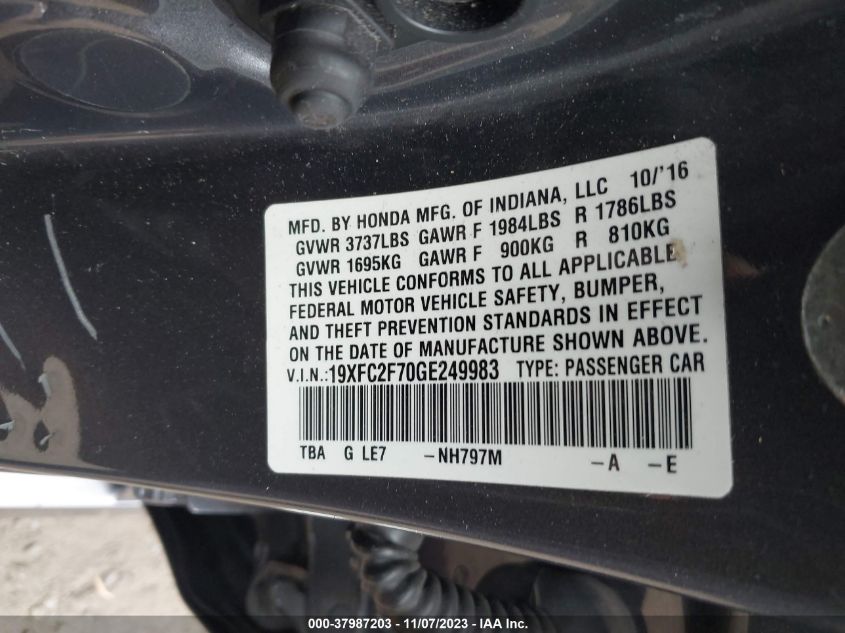 MFD. BY HONDA MFG. OF INDIANA, LLC 10/'16
GVWR 3737LBS GAWR F 1984LBS R 1786LBS
GVWR 1695KG GAWR F 900KG R 810KG
THIS VEHICLE CONFORMS TO ALL APPLICABLE
FEDERAL MOTOR VEHICLE SAFETY, BUMPER,
AND THEFT PREVENTION STANDARDS IN EFFECT
ON THE DATE OF MANUFACTURE SHOWN ABOVE.
V.I.N.:19XFC2F70GE249983 TYPE: PASSENGER CAR
TBA G LE7 -NH797M -A -E
000-37987203 - 11/07/2023 - IAA Inc.